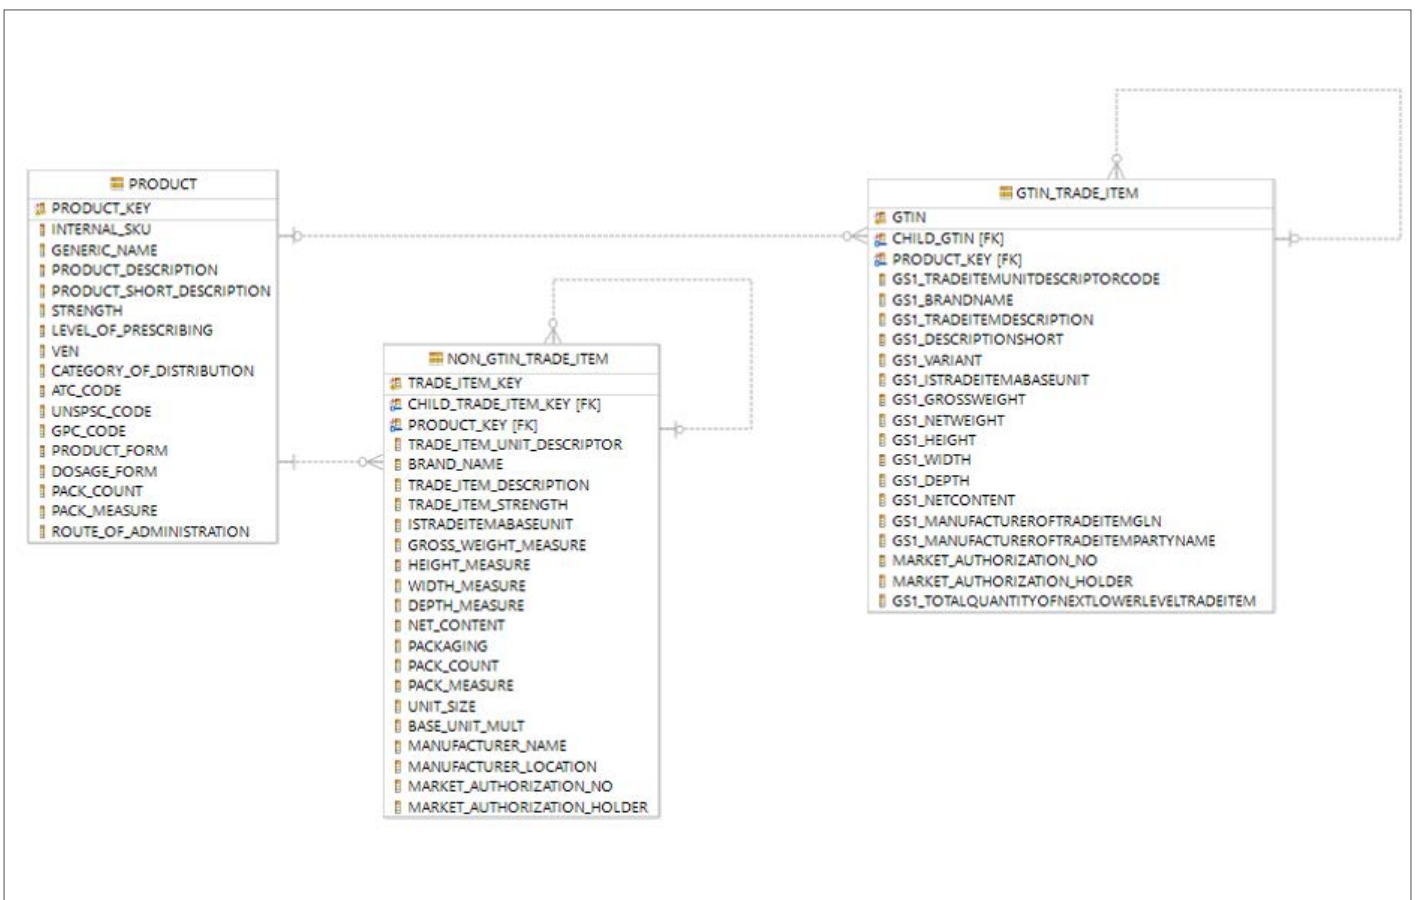 PRODUCT
PRODUCT_KEY
INTERNAL_SKU
GENERIC_NAME
PRODUCT_DESCRIPTION
PRODUCT_SHORT_DESCRIPTION
STRENGTH
LEVEL_OF_PRESCRIBING
VEN
CATEGORY_OF_DISTRIBUTION
ATC_CODE
UNSPSC_CODE
GPC_CODE
PRODUCT_FORM
DOSAGE_FORM
PACK_COUNT
PACK_MEASURE
ROUTE_OF_ADMINISTRATION
NON_GTIN_TRADE_ITEM
TRADE_ITEM_KEY
CHILD_TRADE_ITEM_KEY [FK]
PRODUCT_KEY [FK]
TRADE_ITEM_UNIT_DESCRIPTOR
BRAND_NAME
TRADE_ITEM_DESCRIPTION
TRADE_ITEM_STRENGTH
ISTRADEITEMABASEUNIT
GROSS_WEIGHT_MEASURE
HEIGHT_MEASURE
WIDTH_MEASURE
DEPTH_MEASURE
NET_CONTENT
PACKAGING
PACK_COUNT
PACK_MEASURE
UNIT_SIZE
BASE_UNIT_MULT
MANUFACTURER_NAME
MANUFACTURER_LOCATION
MARKET_AUTHORIZATION_NO
MARKET_AUTHORIZATION_HOLDER
GTIN_TRADE_ITEM
GTIN
CHILD_GTIN [FK]
PRODUCT_KEY [FK]
GS1_TRADEITEMUNITDESCRIPTORCODE
GS1_BRANDNAME
GS1_TRADEITEMDESCRIPTION
GS1_DESCRIPTIONSHORT
GS1_VARIANT
GS1_ISTRADEITEMABASEUNIT
GS1_GROSSWEIGHT
GS1_NETWEIGHT
GS1_HEIGHT
GS1_WIDTH
GS1_DEPTH
GS1_NETCONTENT
GS1_MANUFACTUREROFTRADEITEMGLN
GS1_MANUFACTUREROFTRADEITEMPARTYNAME
MARKET_AUTHORIZATION_NO
MARKET_AUTHORIZATION_HOLDER
GS1_TOTALQUANTITYOFNEXTLOWERLEVELTRADEITEM